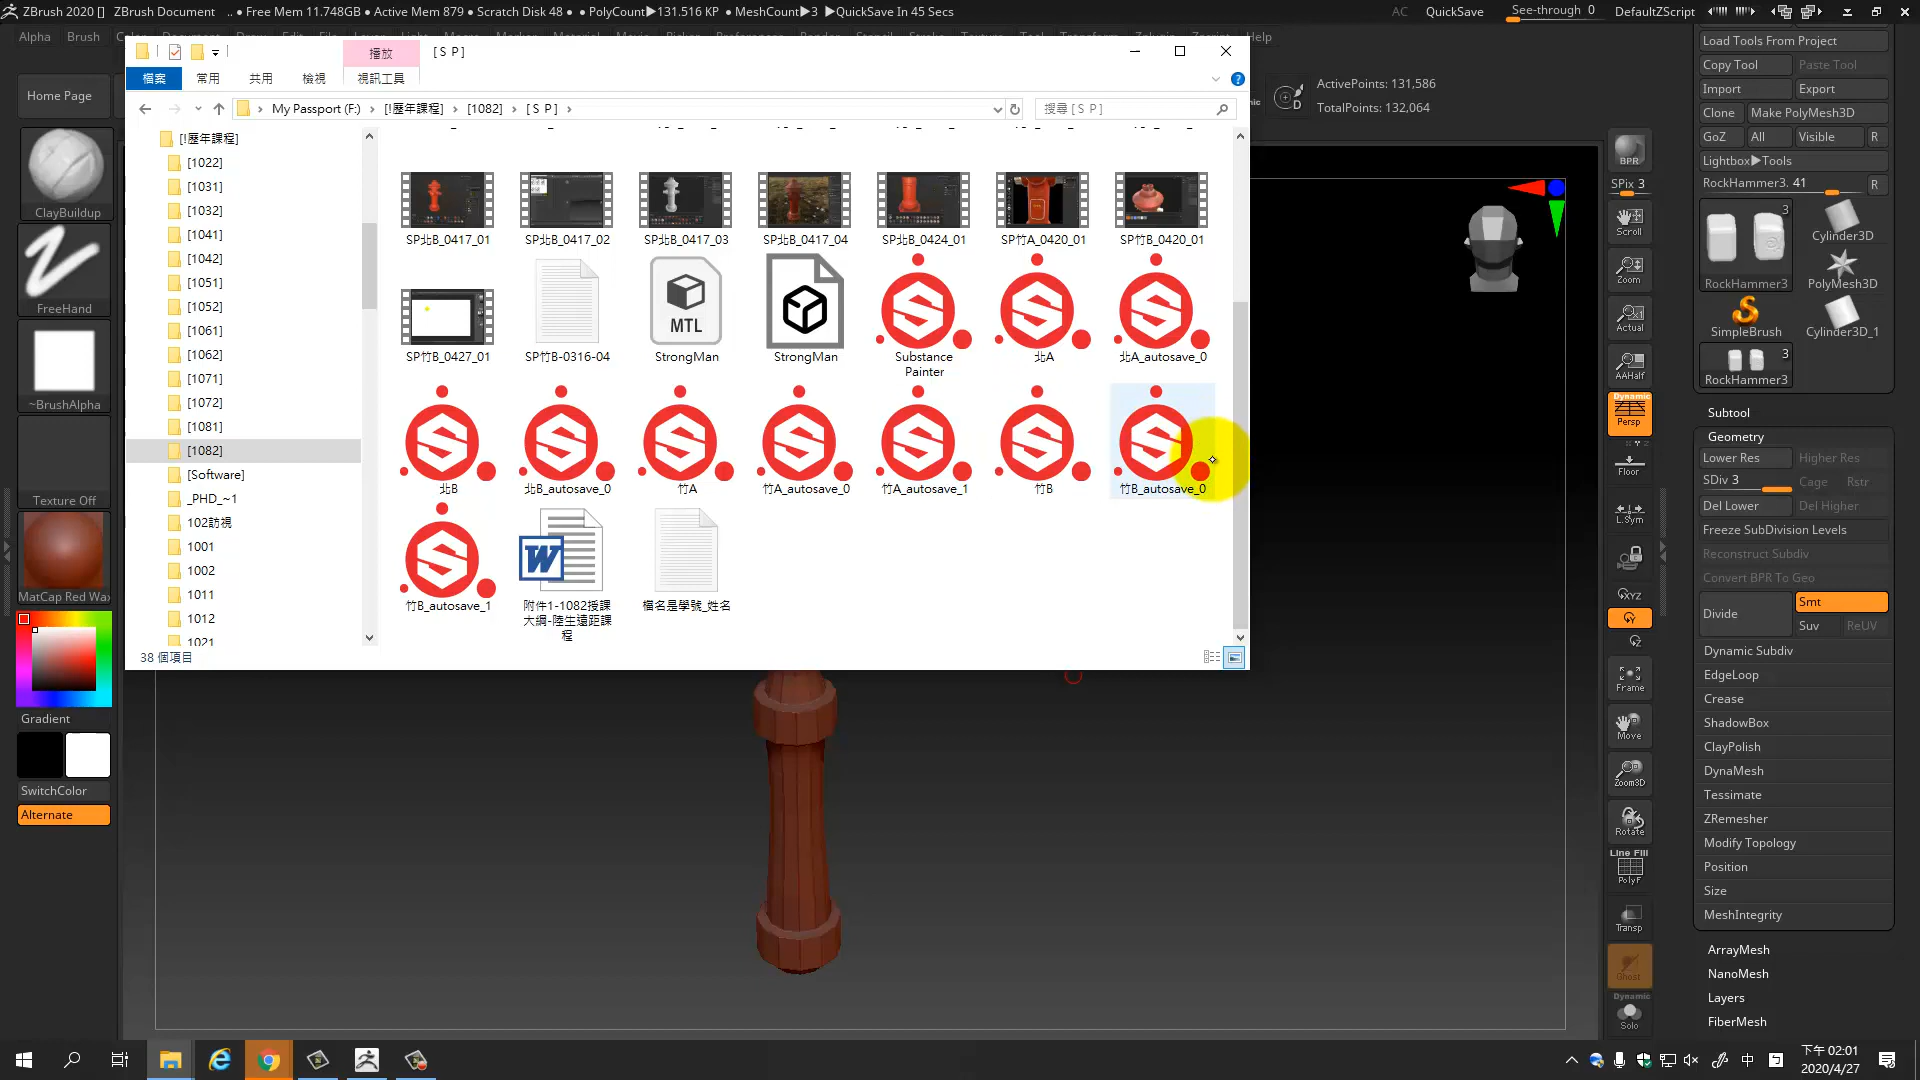 ZBrush 2020 [] ZBrush Document .. • Free Mem 11.748GB • Active Mem 879 • Scratch Disk 48 • • PolyCount▶131.516 KP • MeshCount▶3 ▶QuickSave In 45 Secs
AC QuickSave See-through 0 DefaultZScript
Alpha Brush
Home Page
ClayBuildup
FreeHand
~BrushAlpha
Texture Off
MatCap Red Wax
Gradient
SwitchColor
Alternate
播放 [ S P]
檔案 常用 共用 檢視 視訊工具
My Passport (F:) [!歷年課程] [1082] [ S P ]
搜尋 [ S P]
[!歷年課程]
[1022]
[1031]
[1032]
[1041]
[1042]
[1051]
[1052]
[1061]
[1062]
[1071]
[1072]
[1081]
[1082]
[Software]
_PHD_~1
102訪視
1001
1002
1011
1012
1021
SP北B_0417_01 SP北B_0417_02 SP北B_0417_03 SP北B_0417_04 SP北B_0424_01 SP竹A_0420_01 SP竹B_0420_01
MTL
SP竹B_0427_01 SP竹B-0316-04 StrongMan StrongMan Substance Painter 北A 北A_autosave_0
北B 北B_autosave_0 竹A 竹A_autosave_0 竹A_autosave_1 竹B 竹B_autosave_0
W
竹B_autosave_1 附件1-1082授課大綱-陸生遠距課程 檔名是學號_姓名
38 個項目
ActivePoints: 131,586
TotalPoints: 132,064
BPR
SPix 3
Scroll
Zoom
Actual
AAHalf
Dynamic
Persp
Floor
L.Sym
XYZ
Y
Z
Frame
Move
Zoom3D
Rotate
Line Fill
PolyF
Transp
Ghost
Dynamic
Solo
Load Tools From Project
Copy Tool Paste Tool
Import Export
Clone Make PolyMesh3D
GoZ All Visible R
Lightbox▶Tools
RockHammer3. 41 R
3
Cylinder3D
RockHammer3 PolyMesh3D
SimpleBrush Cylinder3D_1
3
RockHammer3
Subtool
Geometry
Lower Res Higher Res
SDiv 3 Cage Rstr
Del Lower Del Higher
Freeze SubDivision Levels
Reconstruct Subdiv
Convert BPR To Geo
Divide Smt
Suv ReUV
Dynamic Subdiv
EdgeLoop
Crease
ShadowBox
ClayPolish
DynaMesh
Tessimate
ZRemesher
Modify Topology
Position
Size
MeshIntegrity
ArrayMesh
NanoMesh
Layers
FiberMesh
中
下午 02:01
2020/4/27